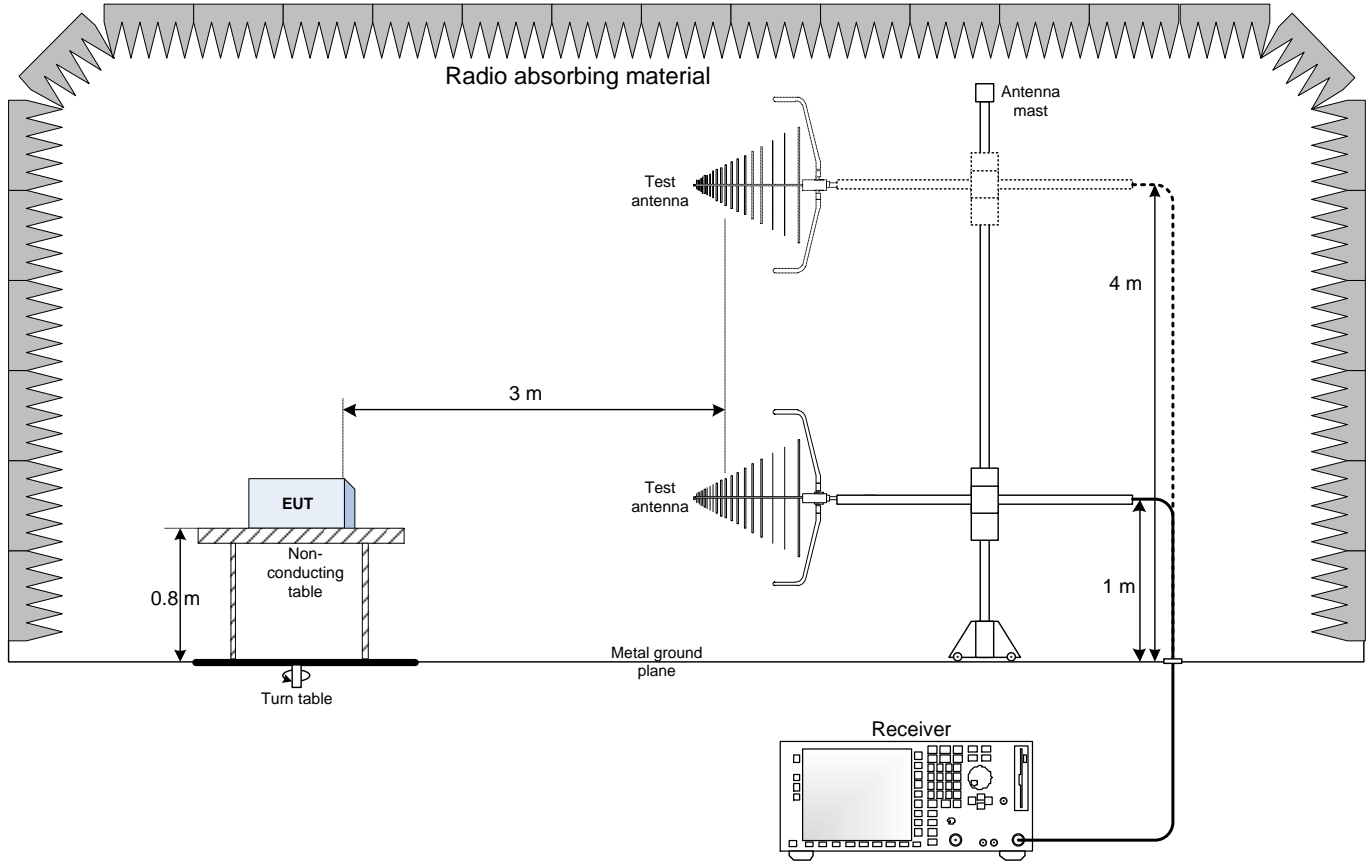 Radio absorbing material
Antenna
mast
Test
antenna
4 m
3 m
EUT
Test
antenna
Non-
conducting
table
0.8 m
1 m
Metal ground
plane
Turn table
Receiver